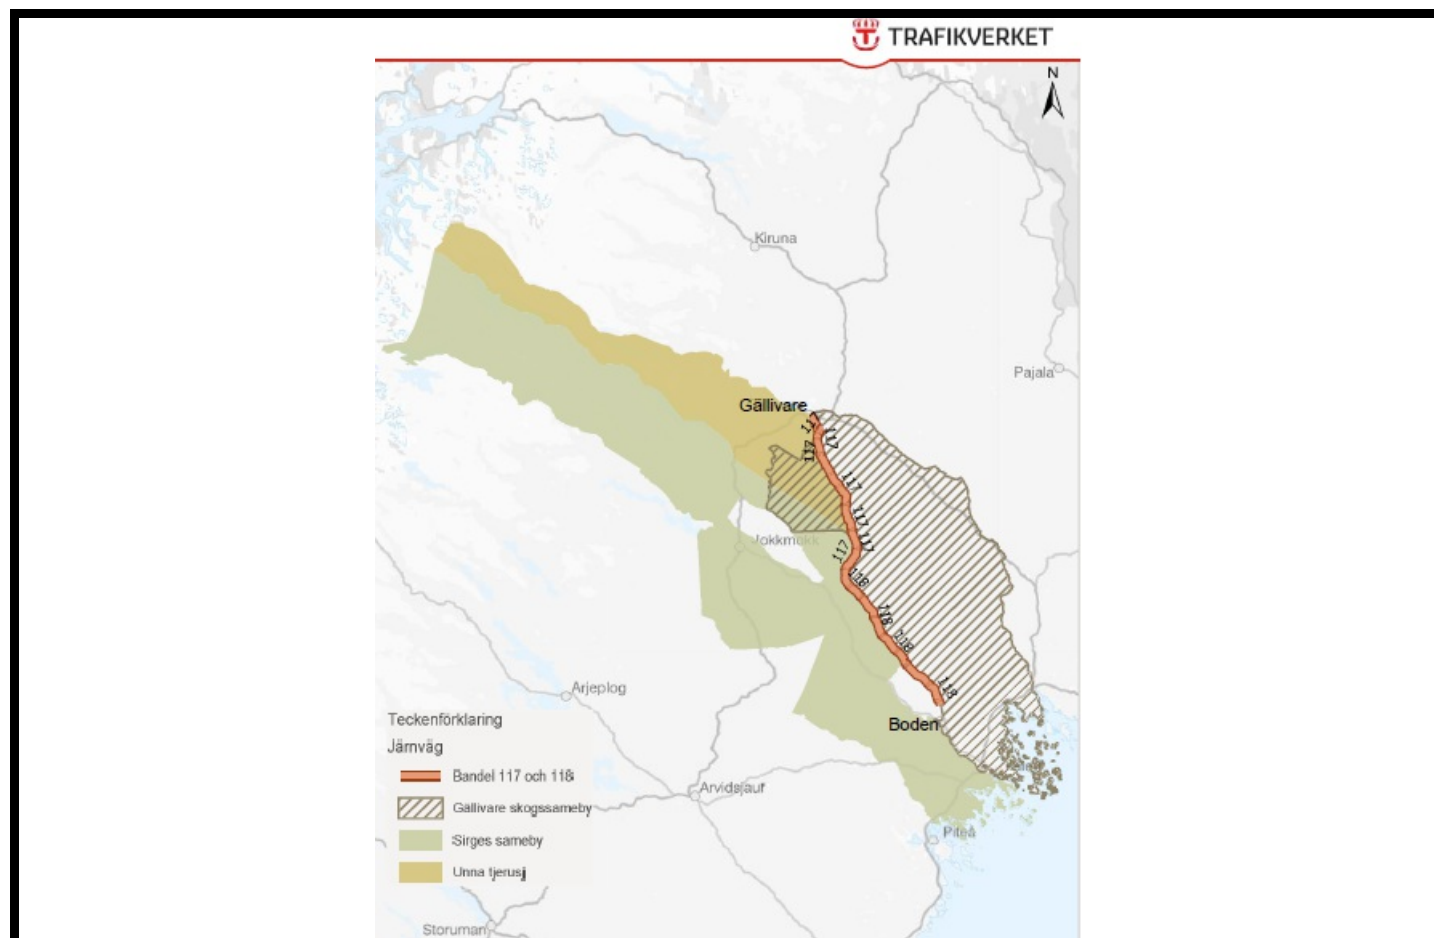 TRAFIKVERKET
N
Kiruna
Pajala
Gällivare
117
117
117
117
117
117
117
Jokkmokk
118
118
118
118
Arjeplog
Boden
Teckenförklaring
Järnväg
Bandel 117 och 118
Gällivare skogssameby
Sirges sameby
Unna tjerusj
Arvidsjaur
Piteå
Storuman